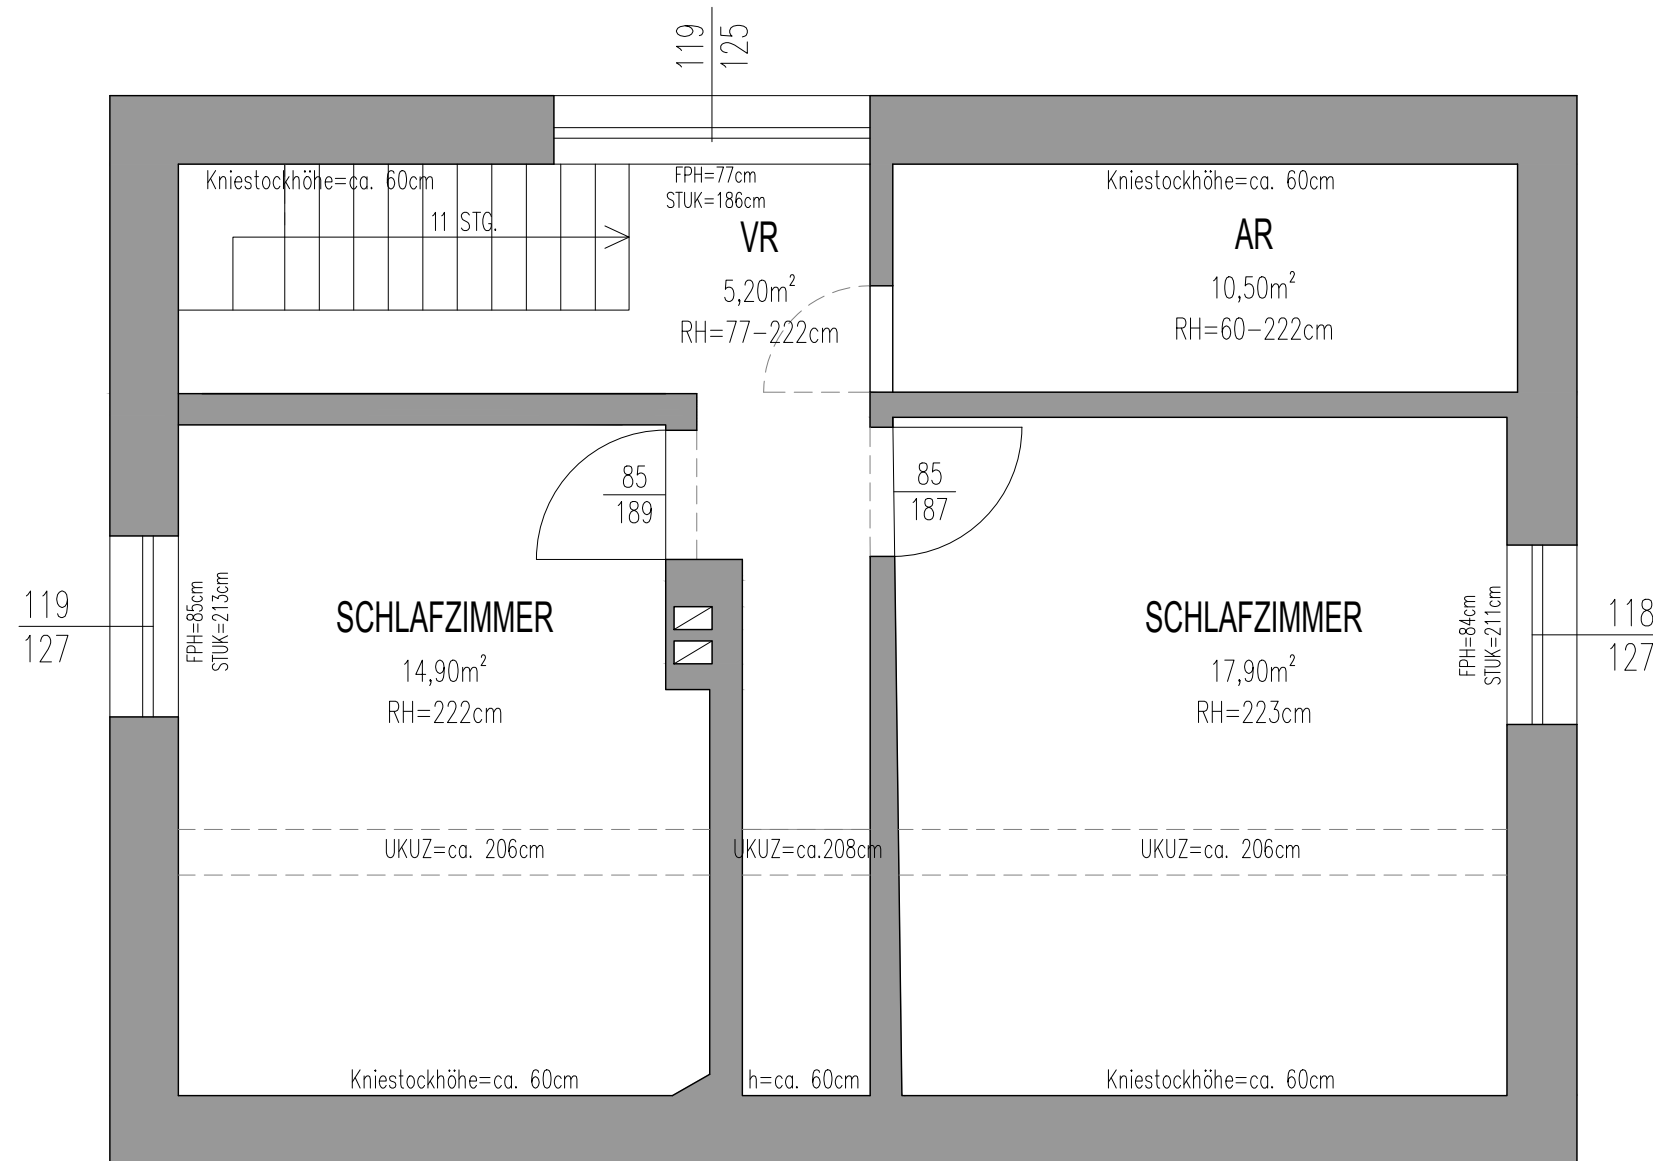 119
125
Kniestockhöhe=ca. 60cm
11 STG.
FPH=77cm
STUK=186cm
VR
5,20m²
RH=77-222cm
Kniestockhöhe=ca. 60cm
AR
10,50m²
RH=60-222cm
85
189
85
187
119
127
FPH=85cm
STUK=213cm
SCHLAFZIMMER
14,90m²
RH=222cm
SCHLAFZIMMER
17,90m²
RH=223cm
FPH=84cm
STUK=211cm
118
127
UKUZ=ca. 206cm
UKUZ=ca.208cm
UKUZ=ca. 206cm
Kniestockhöhe=ca. 60cm
h=ca. 60cm
Kniestockhöhe=ca. 60cm